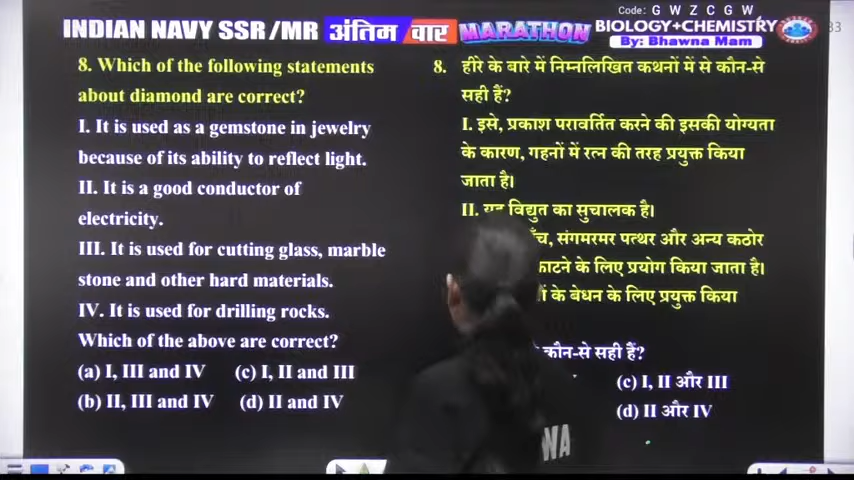 Code: G W Z C G W
INDIAN NAVY SSR/MR अंतिम वार MARATHON BIOLOGY+CHEMISTRY
By: Bhawna Mam
33
8. Which of the following statements
about diamond are correct?
I. It is used as a gemstone in jewelry
because of its ability to reflect light.
II. It is a good conductor of
electricity.
III. It is used for cutting glass, marble
stone and other hard materials.
IV. It is used for drilling rocks.
Which of the above are correct?
(a) I, III and IV (c) I, II and III
(b) II, III and IV (d) II and IV
8. हीरे के बारे में निम्नलिखित कथनों में से कौन-से
सही हैं?
I. इसे, प्रकाश परावर्तित करने की इसकी योग्यता
के कारण, गहनों में रत्न की तरह प्रयुक्त किया
जाता है।
II. यह विद्युत का सुचालक है।
संगमरमर पत्थर और अन्य कठोर
काटने के लिए प्रयोग किया जाता है।
के बेधन के लिए प्रयुक्त किया
कौन-से सही हैं?
(c) I, II और III
(d) II और IV
WNA